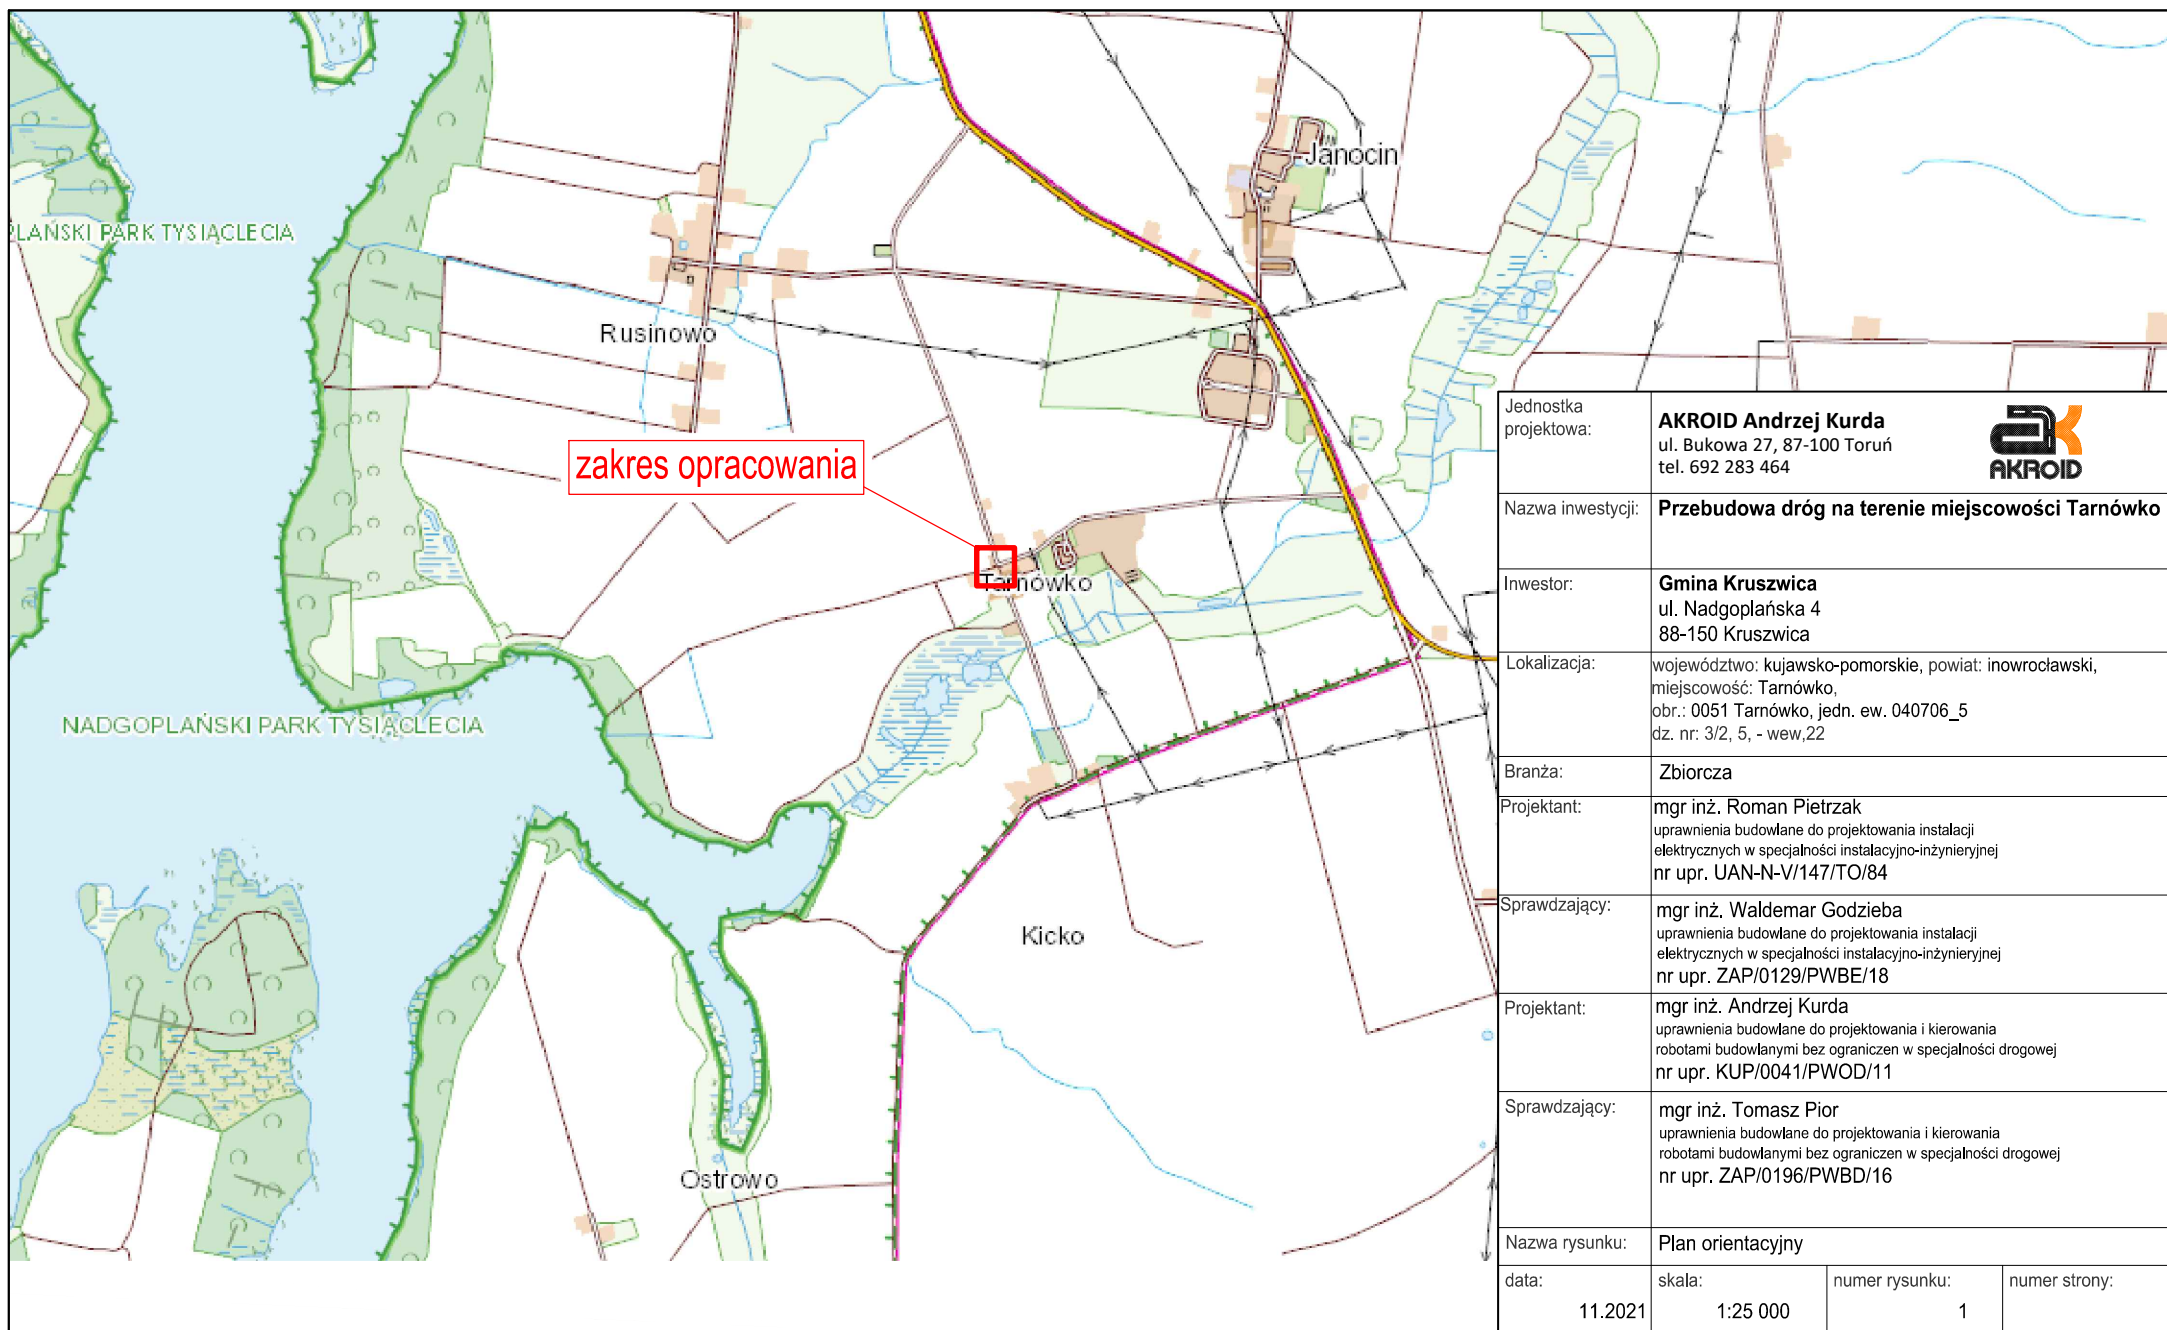 PLAŃSKI PARK TYSIĄCLECIA
Janocin
Rusinowo
zakres opracowania
Tarnówko
NADGOPLAŃSKI PARK TYSIĄCLECIA
Kicko
Ostrowo
Jednostka
projektowa:
AKROID Andrzej Kurda
ul. Bukowa 27, 87-100 Toruń
tel. 692 283 464
AKROID
Nazwa inwestycji:
Przebudowa dróg na terenie miejscowości Tarnówko
Inwestor:
Gmina Kruszwica
ul. Nadgoplańska 4
88-150 Kruszwica
Lokalizacja:
województwo: kujawsko-pomorskie, powiat: inowrocławski,
miejscowość: Tarnówko,
obr.: 0051 Tarnówko, jedn. ew. 040706_5
dz. nr: 3/2, 5, - wew,22
Branża:
Zbiorcza
Projektant:
mgr inż. Roman Pietrzak
uprawnienia budowlane do projektowania instalacji
elektrycznych w specjalności instalacyjno-inżynieryjnej
nr upr. UAN-N-V/147/TO/84
Sprawdzający:
mgr inż. Waldemar Godzieba
uprawnienia budowlane do projektowania instalacji
elektrycznych w specjalności instalacyjno-inżynieryjnej
nr upr. ZAP/0129/PWBE/18
Projektant:
mgr inż. Andrzej Kurda
uprawnienia budowlane do projektowania i kierowania
robotami budowlanymi bez ograniczen w specjalności drogowej
nr upr. KUP/0041/PWOD/11
Sprawdzający:
mgr inż. Tomasz Pior
uprawnienia budowlane do projektowania i kierowania
robotami budowlanymi bez ograniczen w specjalności drogowej
nr upr. ZAP/0196/PWBD/16
Nazwa rysunku:
Plan orientacyjny
data:
11.2021
skala:
1:25 000
numer rysunku:
1
numer strony: